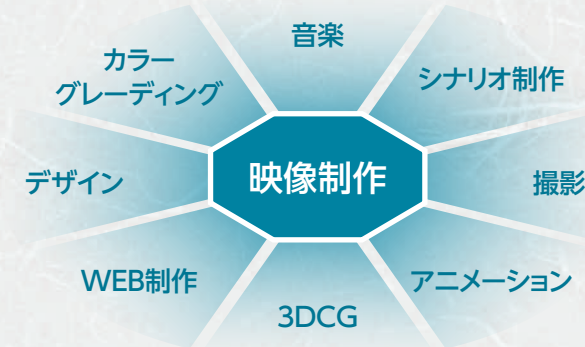 音楽
カラー
グレーディング
シナリオ制作
デザイン
映像制作
撮影
WEB制作
アニメーション
3DCG